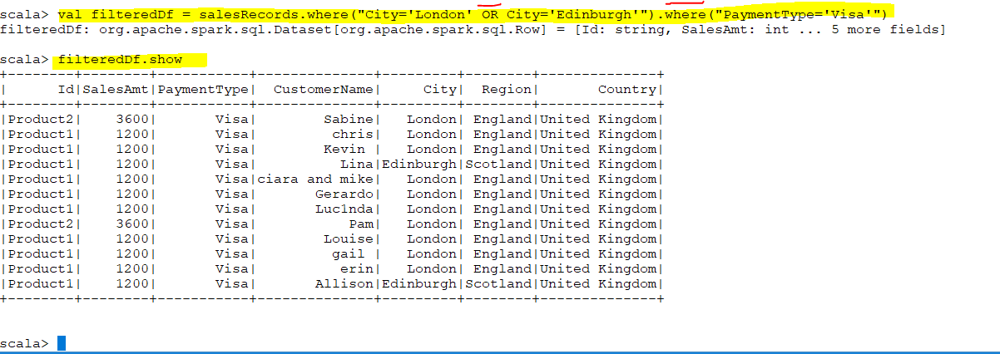 scala> val filteredDf = salesRecords.where("City='London' OR City='Edinburgh'").where("PaymentType='Visa'")
filteredDf: org.apache.spark.sql.Dataset[org.apache.spark.sql.Row] = [Id: string, SalesAmt: int ... 5 more fields]
scala> filteredDf.show
+--------+--------+-----------+--------------+---------+--------+--------------+
|      Id|SalesAmt|PaymentType|  CustomerName|     City|  Region|       Country|
+--------+--------+-----------+--------------+---------+--------+--------------+
|Product2|    3600|       Visa|        Sabine|   London| England|United Kingdom|
|Product1|    1200|       Visa|         chris|   London| England|United Kingdom|
|Product1|    1200|       Visa|        Kevin |   London| England|United Kingdom|
|Product1|    1200|       Visa|          Lina|Edinburgh|Scotland|United Kingdom|
|Product1|    1200|       Visa|ciara and mike|   London| England|United Kingdom|
|Product1|    1200|       Visa|       Gerardo|   London| England|United Kingdom|
|Product1|    1200|       Visa|       Luc1nda|   London| England|United Kingdom|
|Product2|    3600|       Visa|           Pam|   London| England|United Kingdom|
|Product1|    1200|       Visa|        Louise|   London| England|United Kingdom|
|Product1|    1200|       Visa|         gail |   London| England|United Kingdom|
|Product1|    1200|       Visa|          erin|   London| England|United Kingdom|
|Product1|    1200|       Visa|       Allison|Edinburgh|Scotland|United Kingdom|
+--------+--------+-----------+--------------+---------+--------+--------------+
scala>